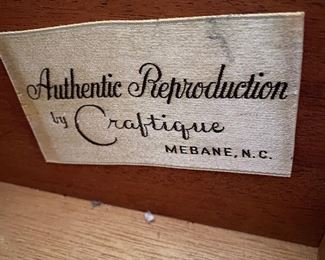 Authentic Reproduction
by Craftique
MEBANE, N.C.